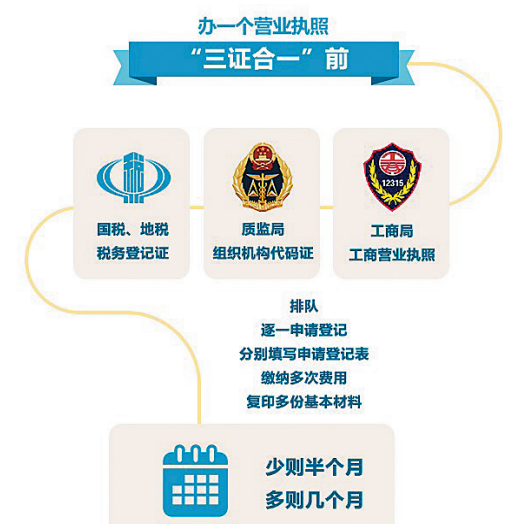 办一个营业执照
“三证合一”前
税
12315
国税、地税
税务登记证
质监局
组织机构代码证
工商局
工商营业执照
排队
逐一申请登记
分别填写申请登记表
缴纳多次费用
复印多份基本材料
少则半个月
多则几个月